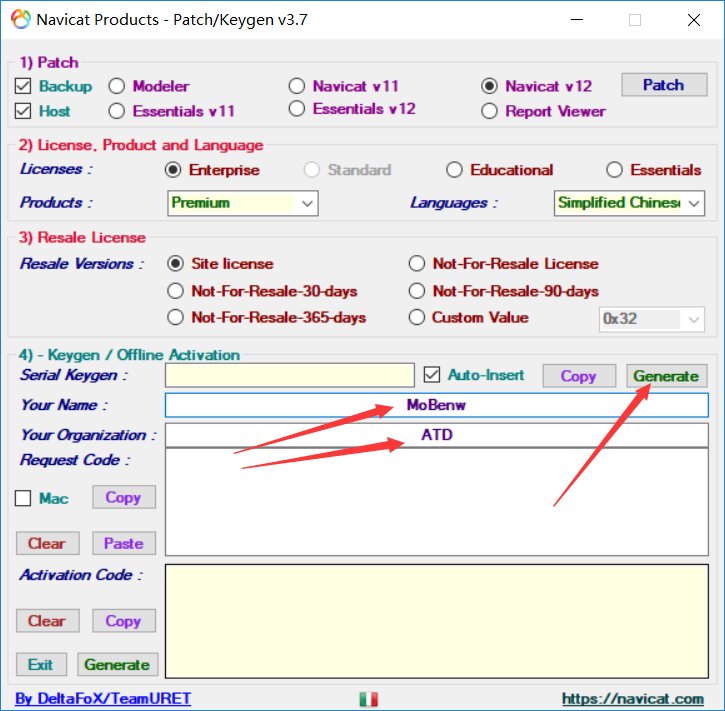 Navicat Products - Patch/Keygen v3.7
1) Patch
Backup Modeler Navicat v11 Navicat v12 Patch
Host Essentials v11 Essentials v12 Report Viewer
2) License, Product and Language
Licenses : Enterprise Standard Educational Essentials
Products : Premium Languages : Simplified Chines
3) Resale License
Resale Versions : Site license Not-For-Resale License
Not-For-Resale-30-days Not-For-Resale-90-days
Not-For-Resale-365-days Custom Value 0x32
4) - Keygen / Offline Activation
Serial Keygen : Auto-Insert Copy Generate
Your Name : MoBenw
Your Organization : ATD
Request Code :
Mac Copy
Clear Paste
Activation Code :
Clear Copy
Exit Generate
By DeltaFoX/TeamURET https://navicat.com